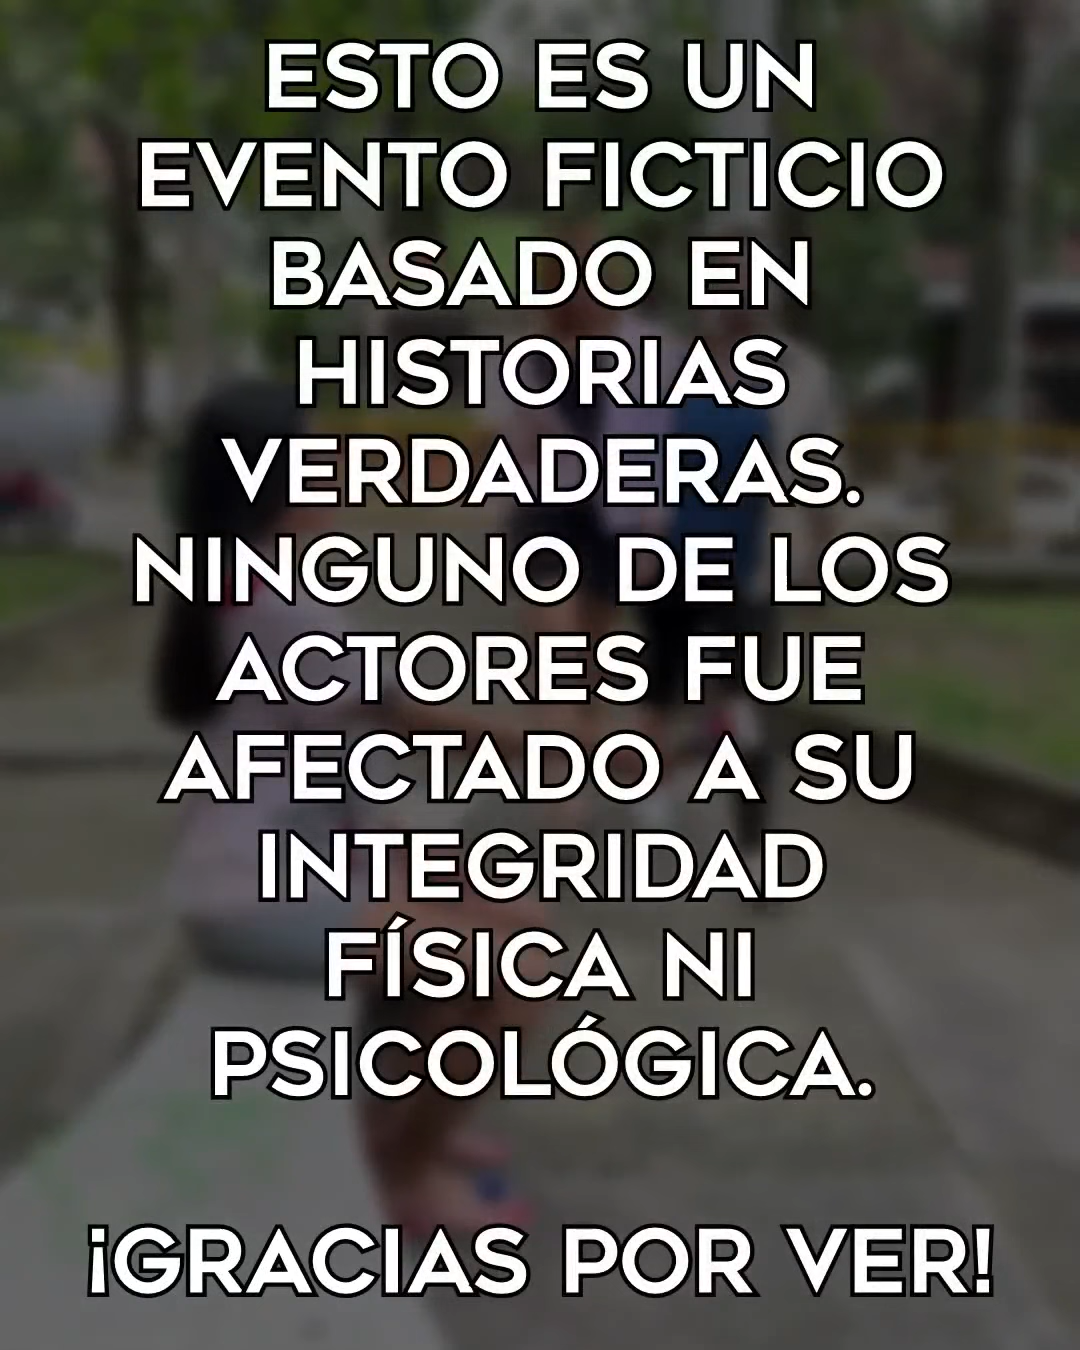 ESTO ES UN
EVENTO FICTICIO
BASADO EN
HISTORIAS
VERDADERAS.
NINGUNO DE LOS
ACTORES FUE
AFECTADO A SU
INTEGRIDAD
FÍSICA NI
PSICOLÓGICA.
¡GRACIAS POR VER!